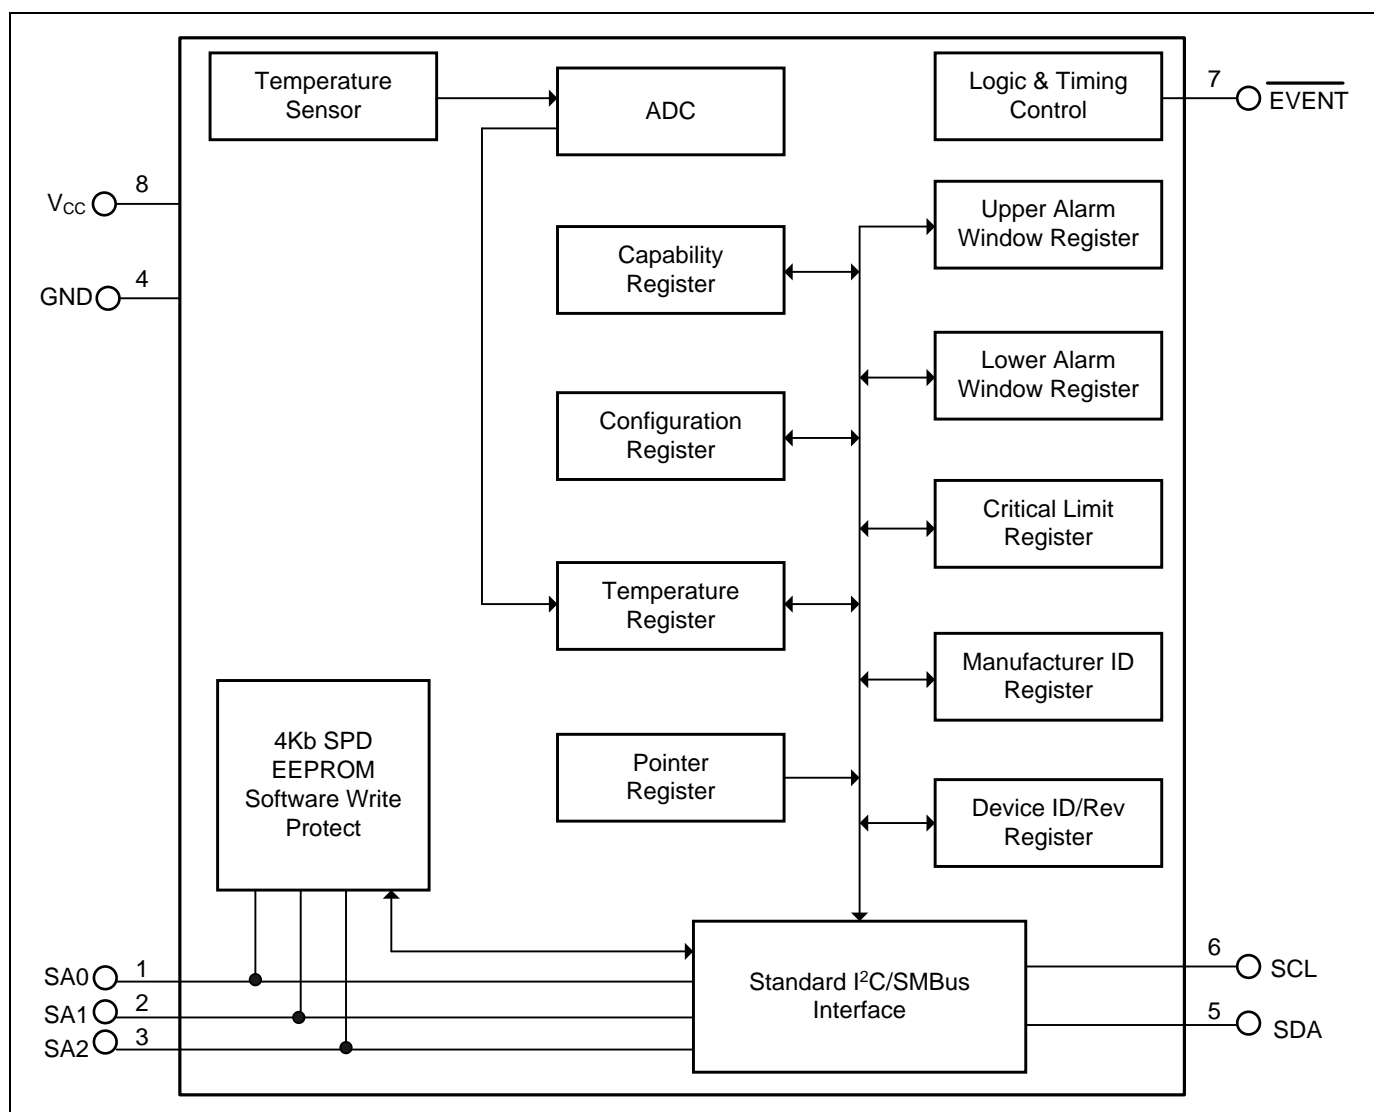 Temperature
Sensor
ADC
Logic & Timing
Control
7
EVENT
8
VCC
Upper Alarm
Window Register
Capability
Register
4
GND
Lower Alarm
Window Register
Configuration
Register
Critical Limit
Register
Temperature
Register
Manufacturer ID
Register
4Kb SPD
EEPROM
Software Write
Protect
Pointer
Register
Device ID/Rev
Register
SA0
1
SA1
2
SA2
3
Standard I²C/SMBus
Interface
6
SCL
5
SDA